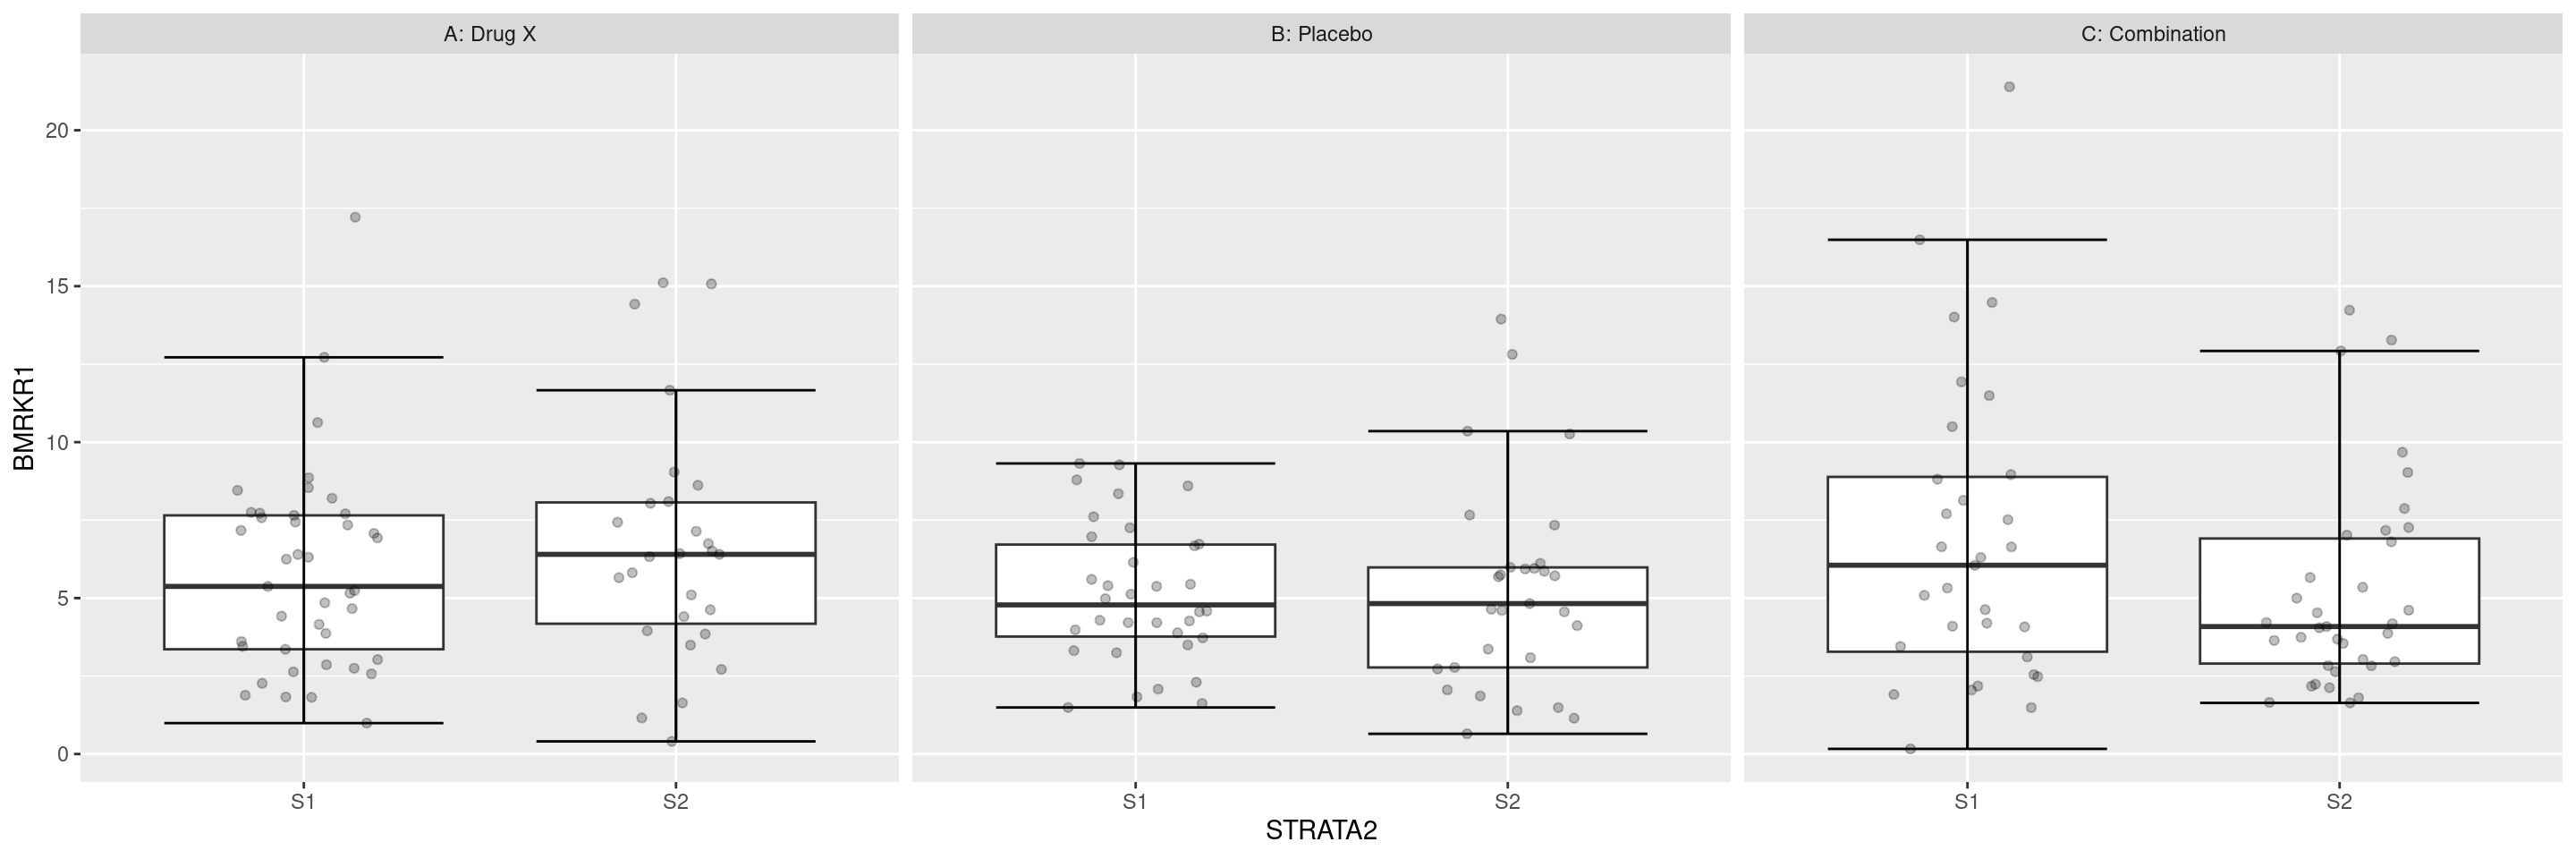 A: Drug X
B: Placebo
C: Combination
20
15
10
5
0
BMRKR1
S1
S2
S1
S2
S1
S2
STRATA2